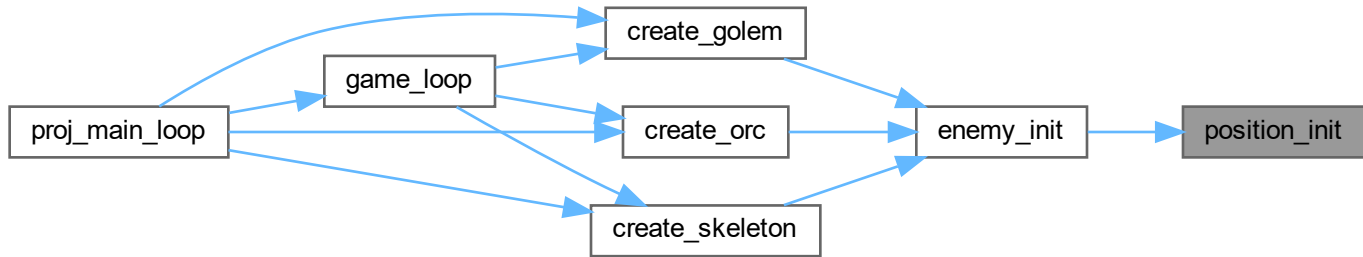 create_golem
game_loop
proj_main_loop
create_orc
enemy_init
position_init
create_skeleton